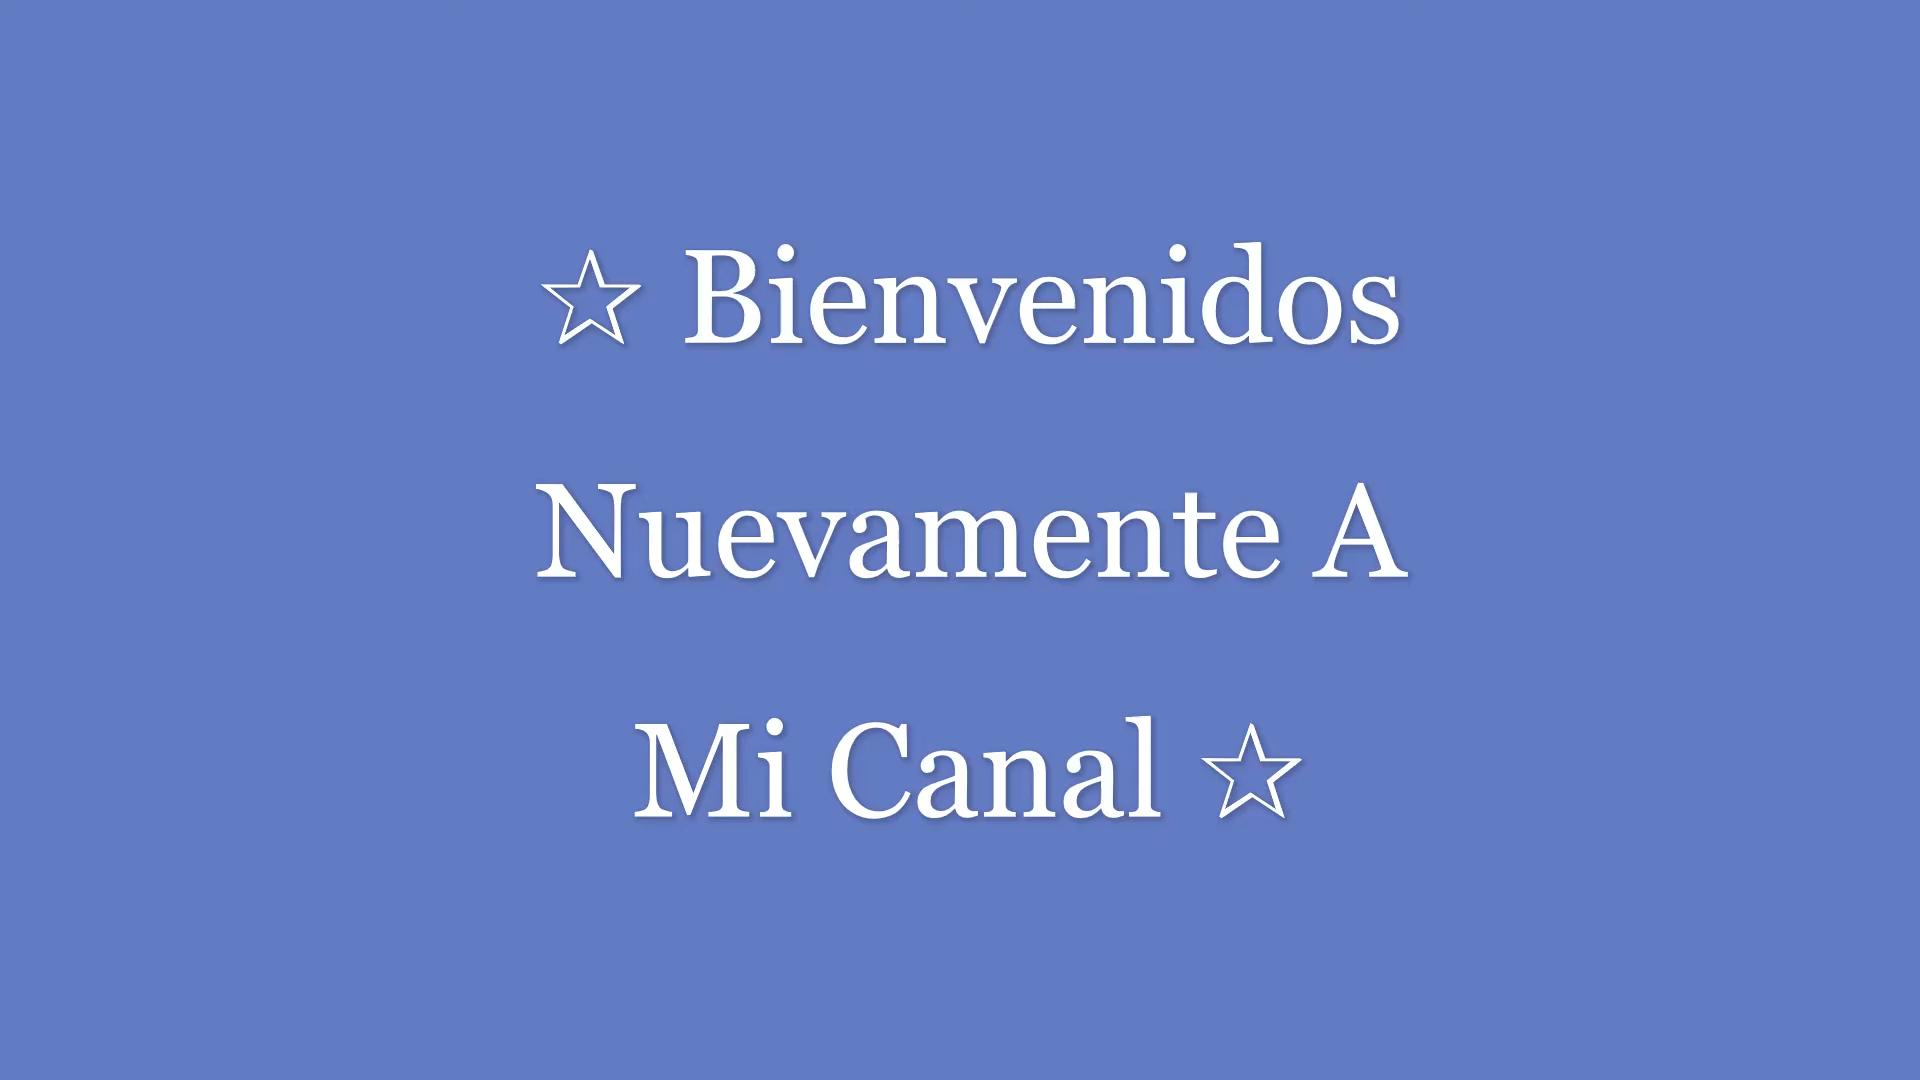 ☆ Bienvenidos
Nuevamente A
Mi Canal ☆